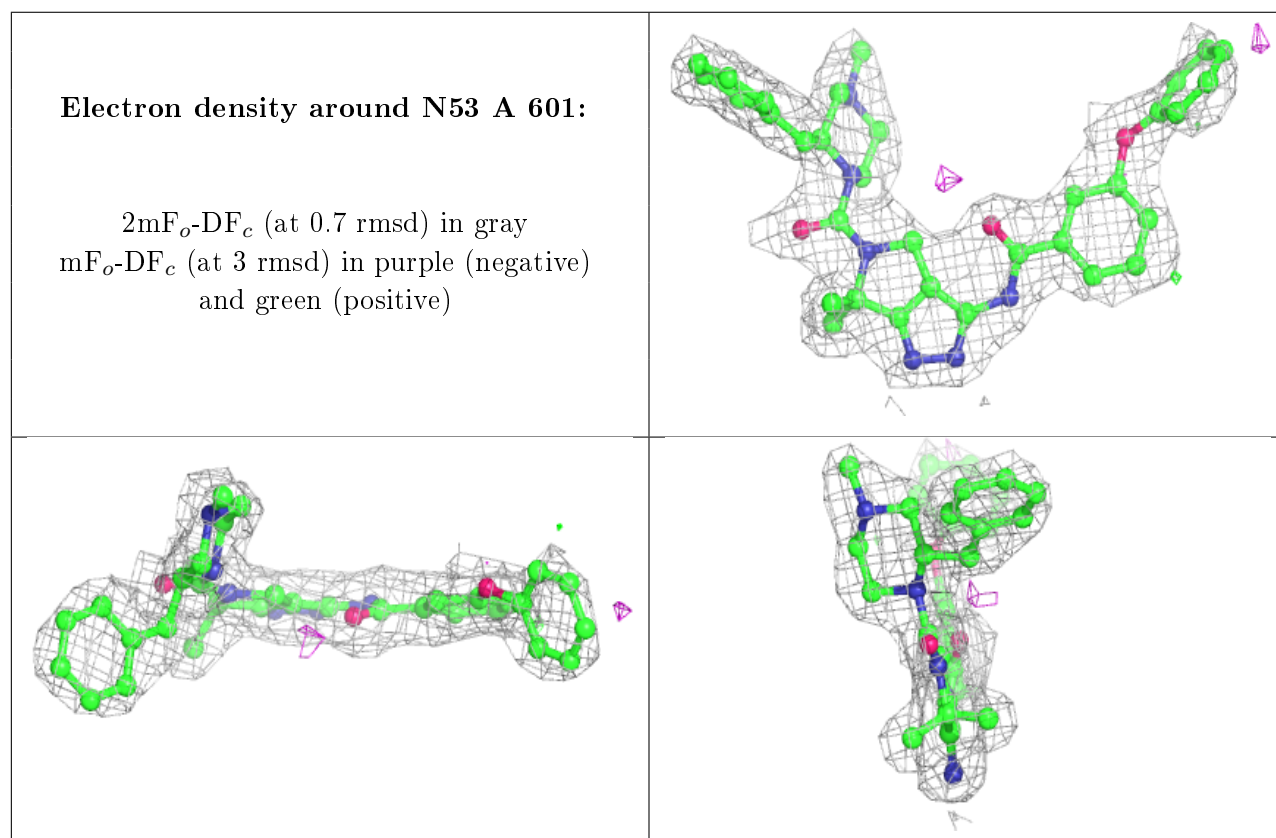 Electron density around N53 A 601:
2mFo-DFc (at 0.7 rmsd) in gray
mFo-DFc (at 3 rmsd) in purple (negative)
and green (positive)